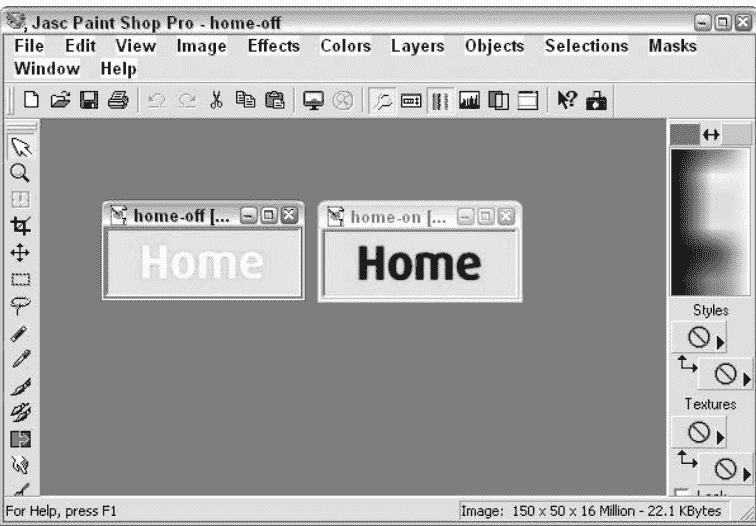 Jasc Paint Shop Pro - home-off
File Edit View Image Effects Colors Layers Objects Selections Masks
Window Help
home-off [...
home-on [...
Home
Home
Styles
Textures
For Help, press F1
Image: 150 x 50 x 16 Million - 22.1 KBytes